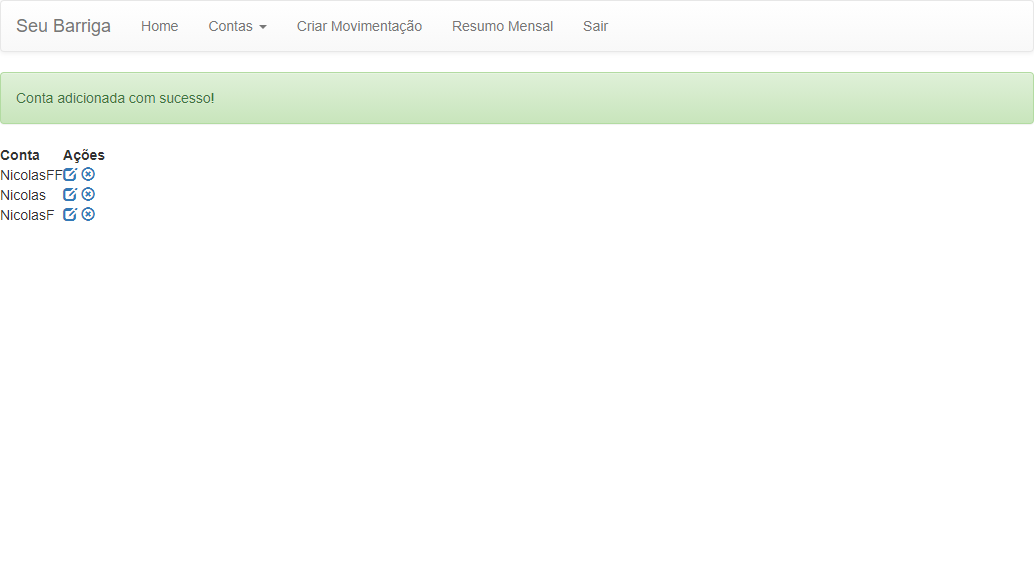 Seu Barriga Home Contas Criar Movimentação Resumo Mensal Sair
Conta adicionada com sucesso!
Conta Ações
NicolasFF
Nicolas
NicolasF